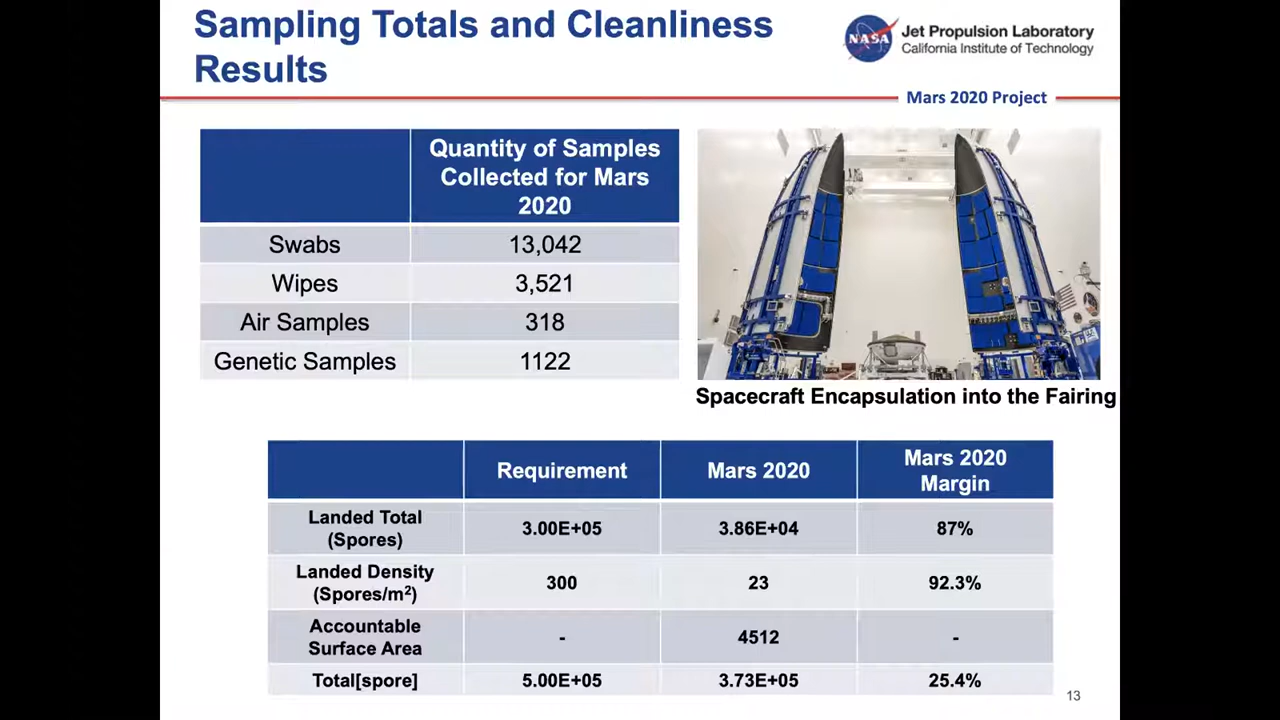 Sampling Totals and Cleanliness
Results
NASA
Jet Propulsion Laboratory
California Institute of Technology
Mars 2020 Project
Quantity of Samples
Collected for Mars
2020
Swabs 13,042
Wipes 3,521
Air Samples 318
Genetic Samples 1122
Spacecraft Encapsulation into the Fairing
Requirement Mars 2020 Mars 2020
Margin
Landed Total
(Spores) 3.00E+05 3.86E+04 87%
Landed Density
(Spores/m²) 300 23 92.3%
Accountable
Surface Area - 4512 -
Total[spore] 5.00E+05 3.73E+05 25.4%
13